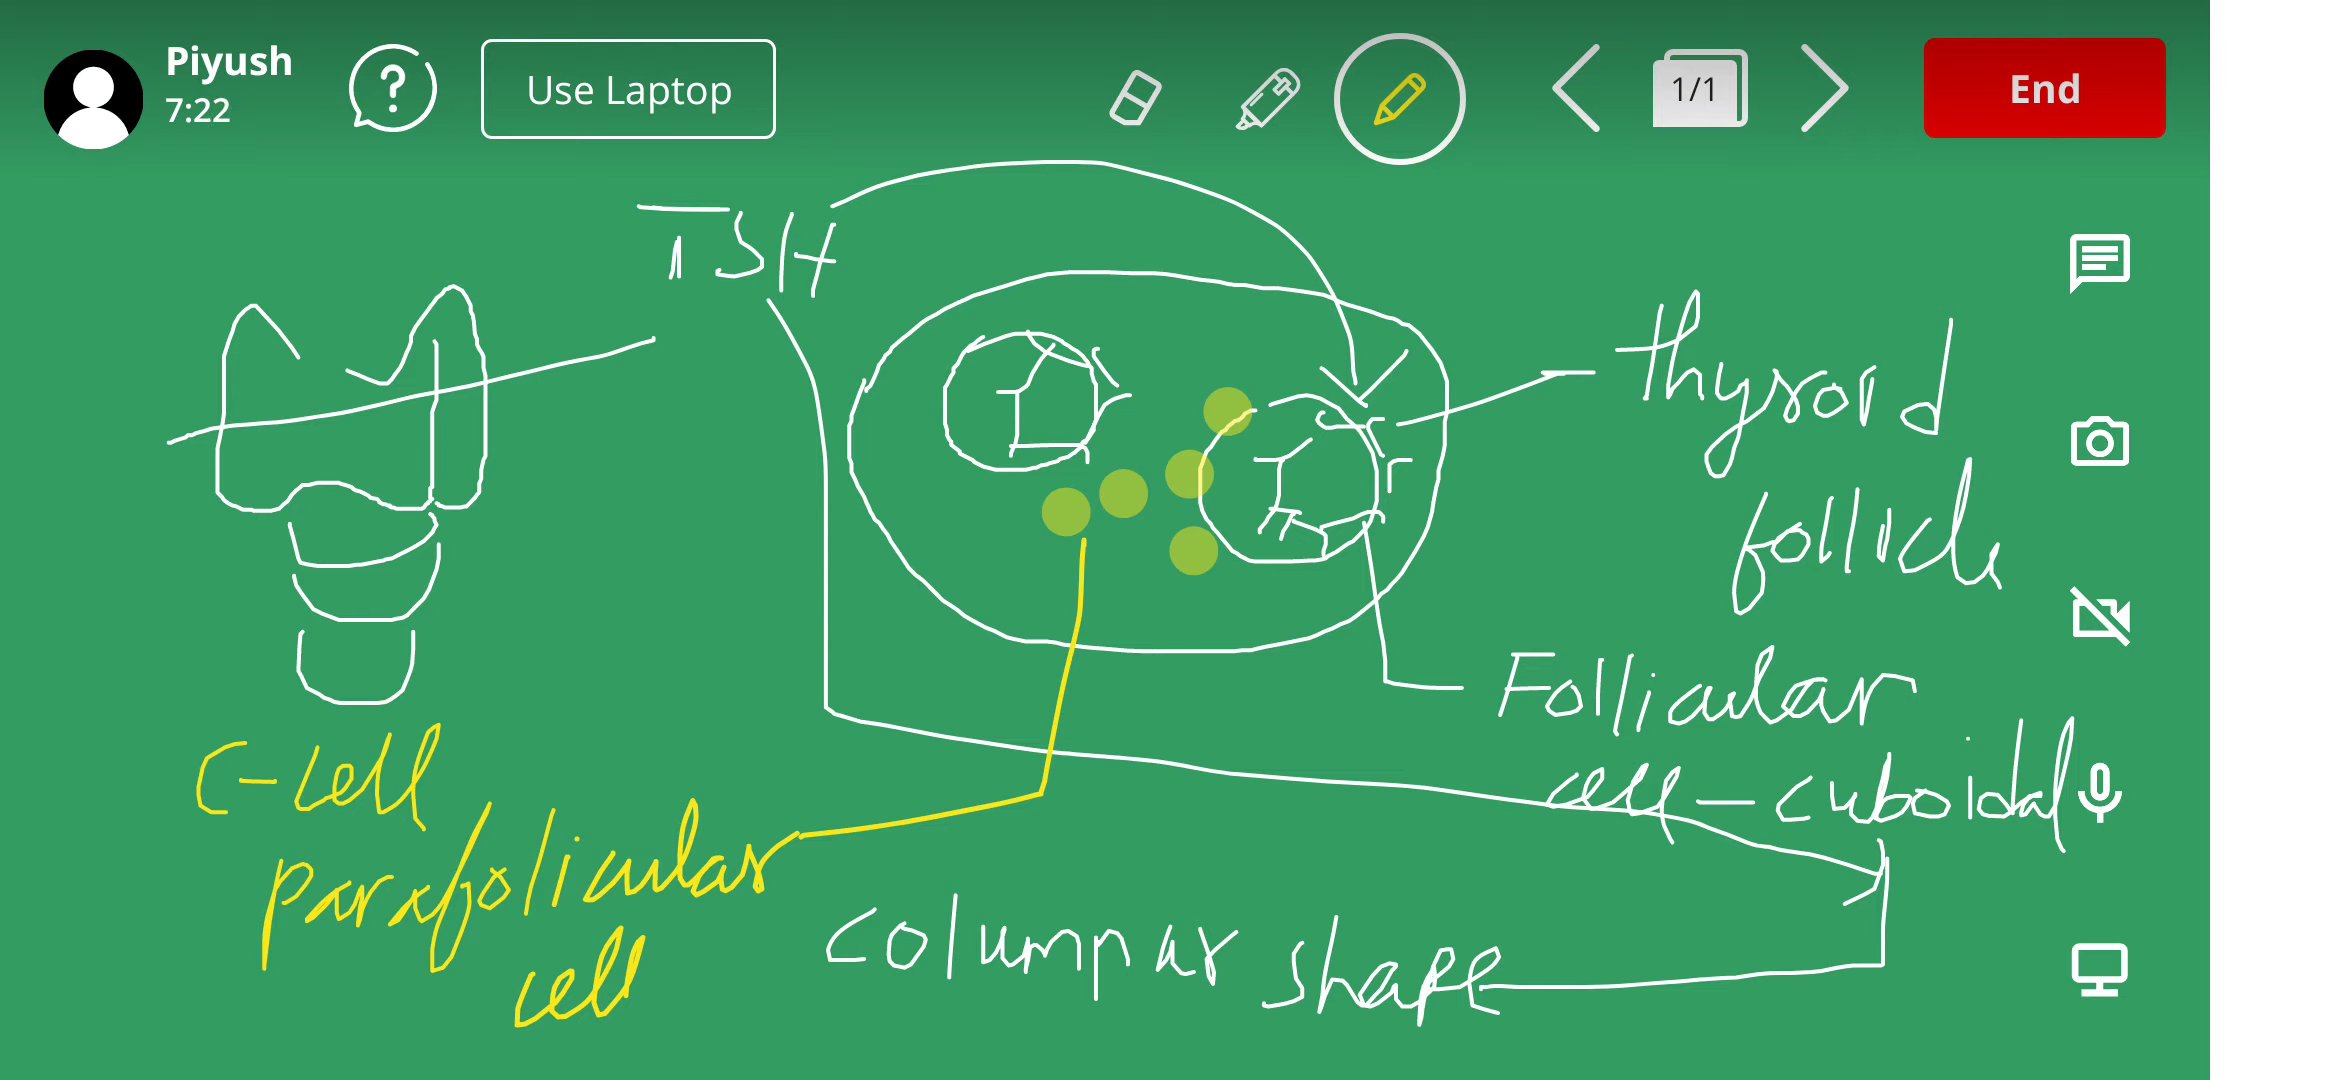 Piyush
7:22
?
Use Laptop
1/1
End
TSH
thyroid
follicle
Follicular
cell - cuboidal
c-cell
parafolicular
cell
columnar shape